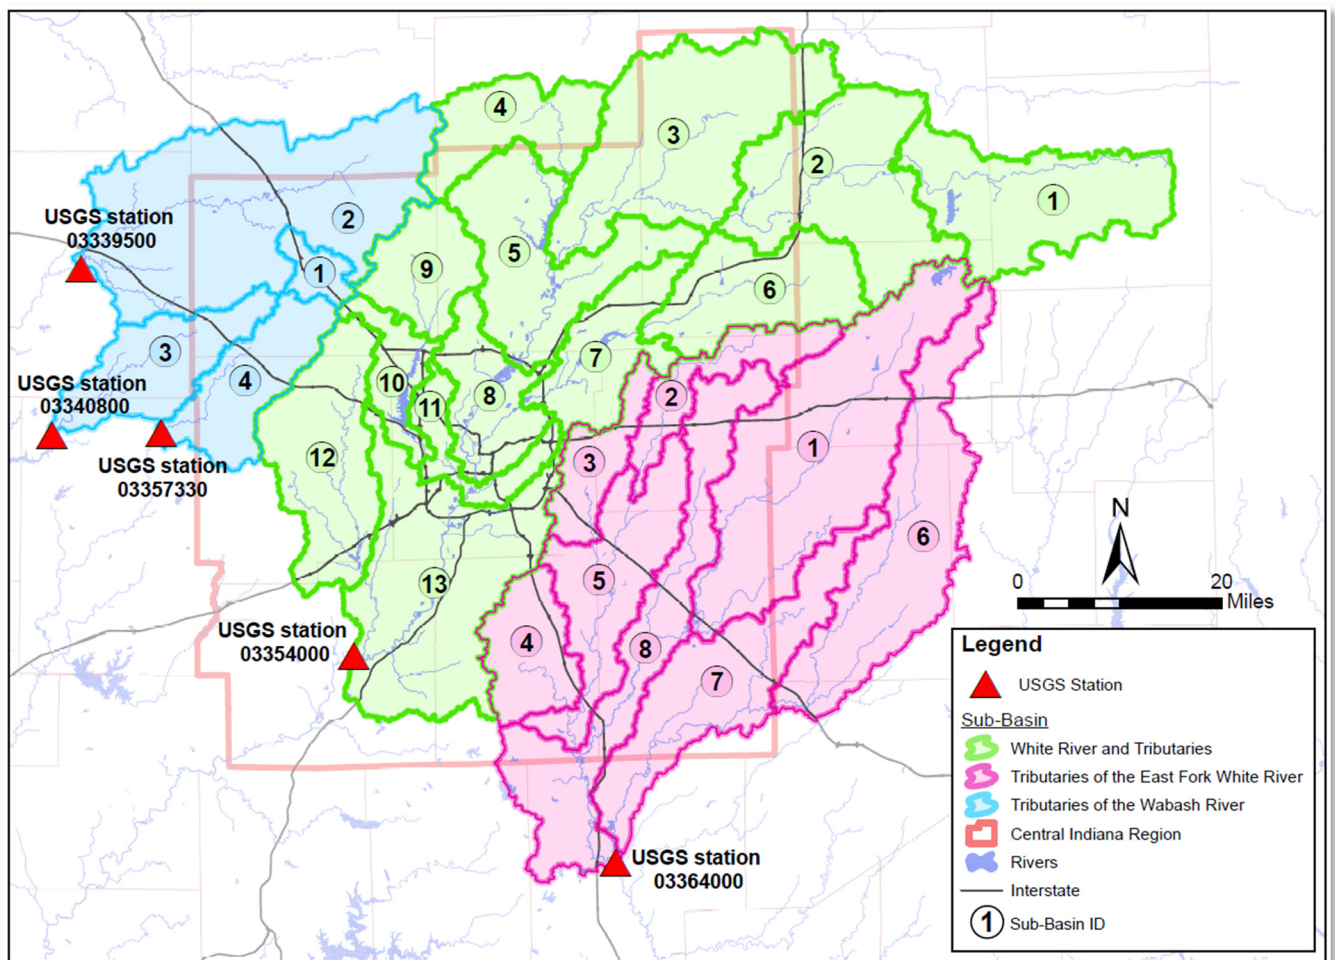 4
3
2
1
2
USGS station
03339500
5
9
1
6
3
7
USGS station
03340800
4
10
11
8
2
1
12
3
USGS station
03357330
6
N
0
20
Miles
13
5
USGS station
03354000
4
8
7
USGS station
03364000
Legend
USGS Station
Sub-Basin
White River and Tributaries
Tributaries of the East Fork White River
Tributaries of the Wabash River
Central Indiana Region
Rivers
Interstate
1 Sub-Basin ID